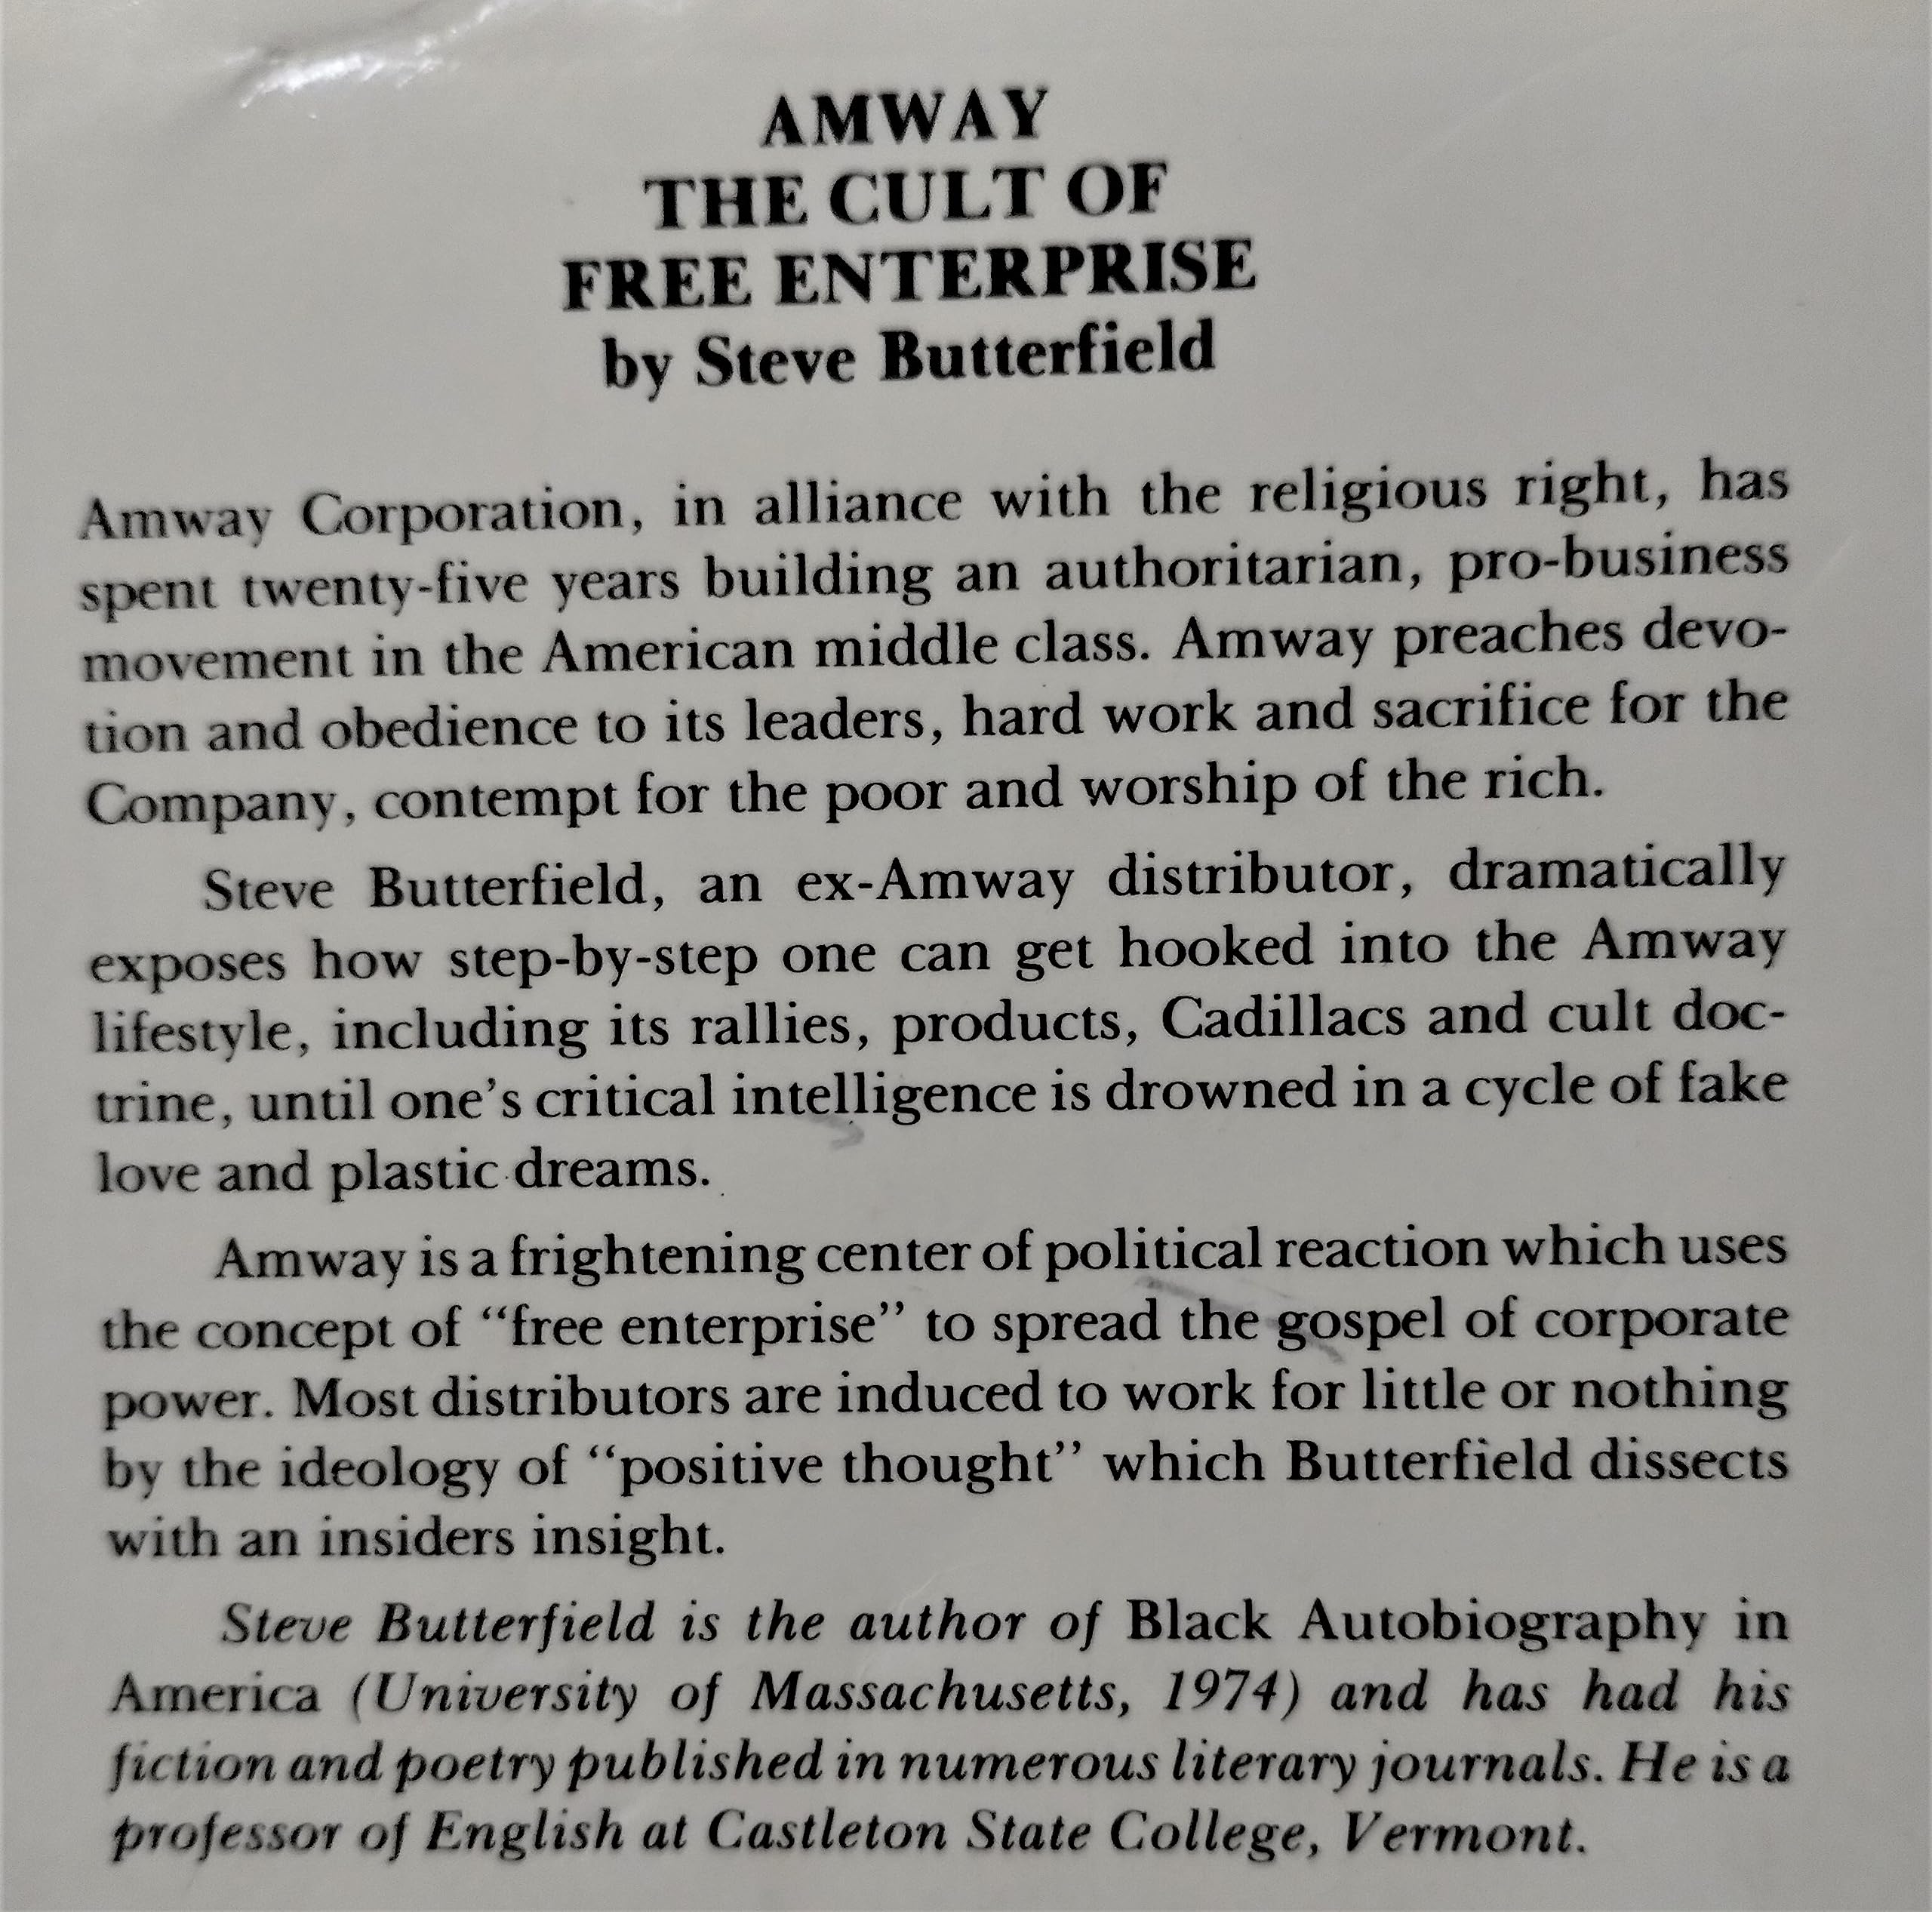 AMWAY
THE CULT OF
FREE ENTERPRISE
by Steve Butterfield
Amway Corporation, in alliance with the religious right, has
spent twenty-five years building an authoritarian, pro-business
movement in the American middle class. Amway preaches devo-
tion and obedience to its leaders, hard work and sacrifice for the
Company, contempt for the poor and worship of the rich.
Steve Butterfield, an ex-Amway distributor, dramatically
exposes how step-by-step one can get hooked into the Amway
lifestyle, including its rallies, products, Cadillacs and cult doc-
trine, until one's critical intelligence is drowned in a cycle of fake
love and plastic dreams.
Amway is a frightening center of political reaction which uses
the concept of “free enterprise” to spread the gospel of corporate
power. Most distributors are induced to work for little or nothing
by the ideology of “positive thought” which Butterfield dissects
with an insiders insight.
Steve Butterfield is the author of Black Autobiography in
America (University of Massachusetts, 1974) and has had his
fiction and poetry published in numerous literary journals. He is a
professor of English at Castleton State College, Vermont.